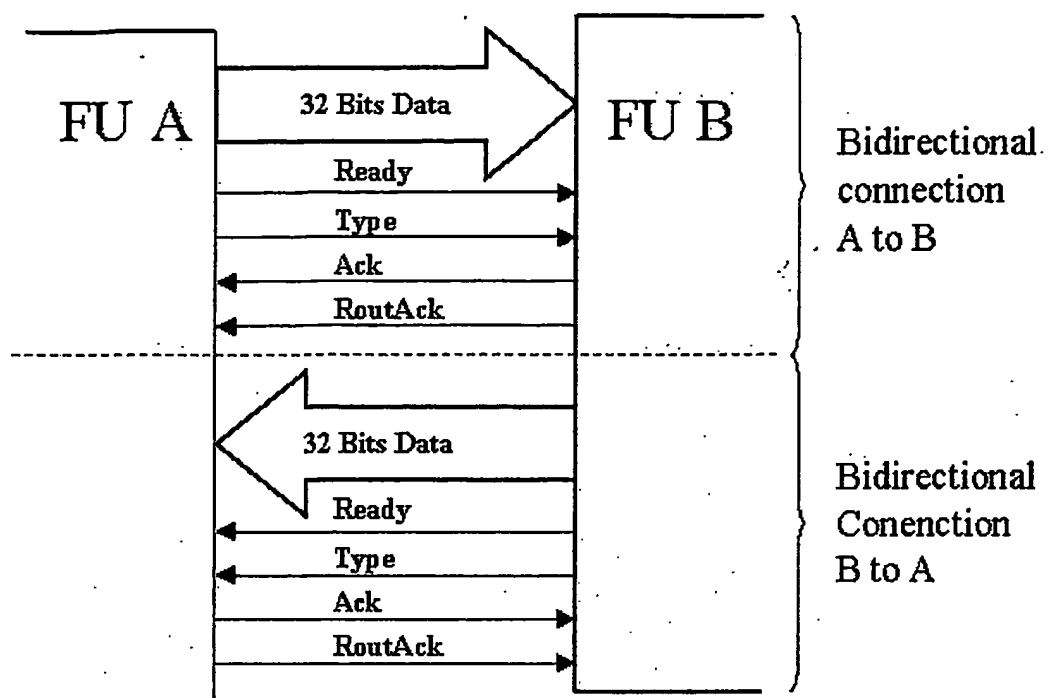 FU A
32 Bits Data
FU B
Ready
Type
Ack
RoutAck
Bidirectional
connection
A to B
32 Bits Data
Ready
Type
Ack
RoutAck
Bidirectional
Conenction
B to A